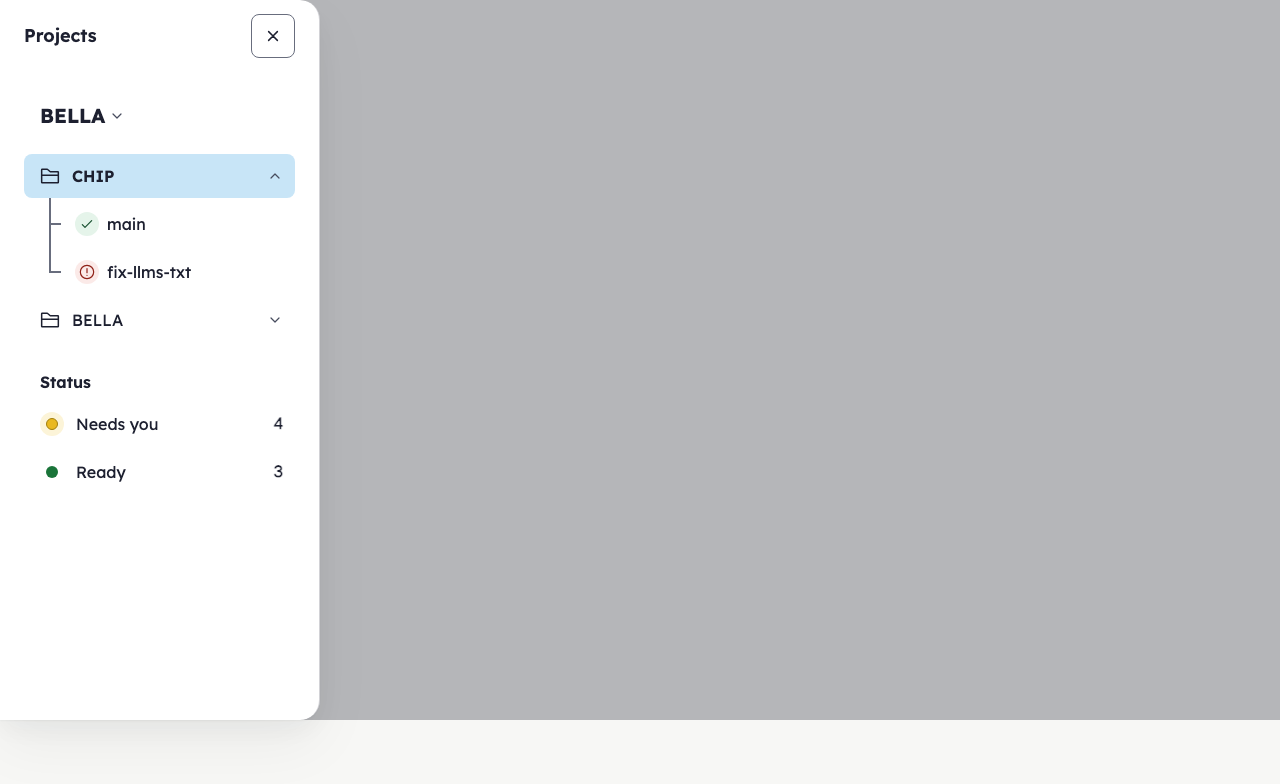 Projects
BELLA
CHIP
main
fix-llms-txt
BELLA
Status
Needs you 4
Ready 3